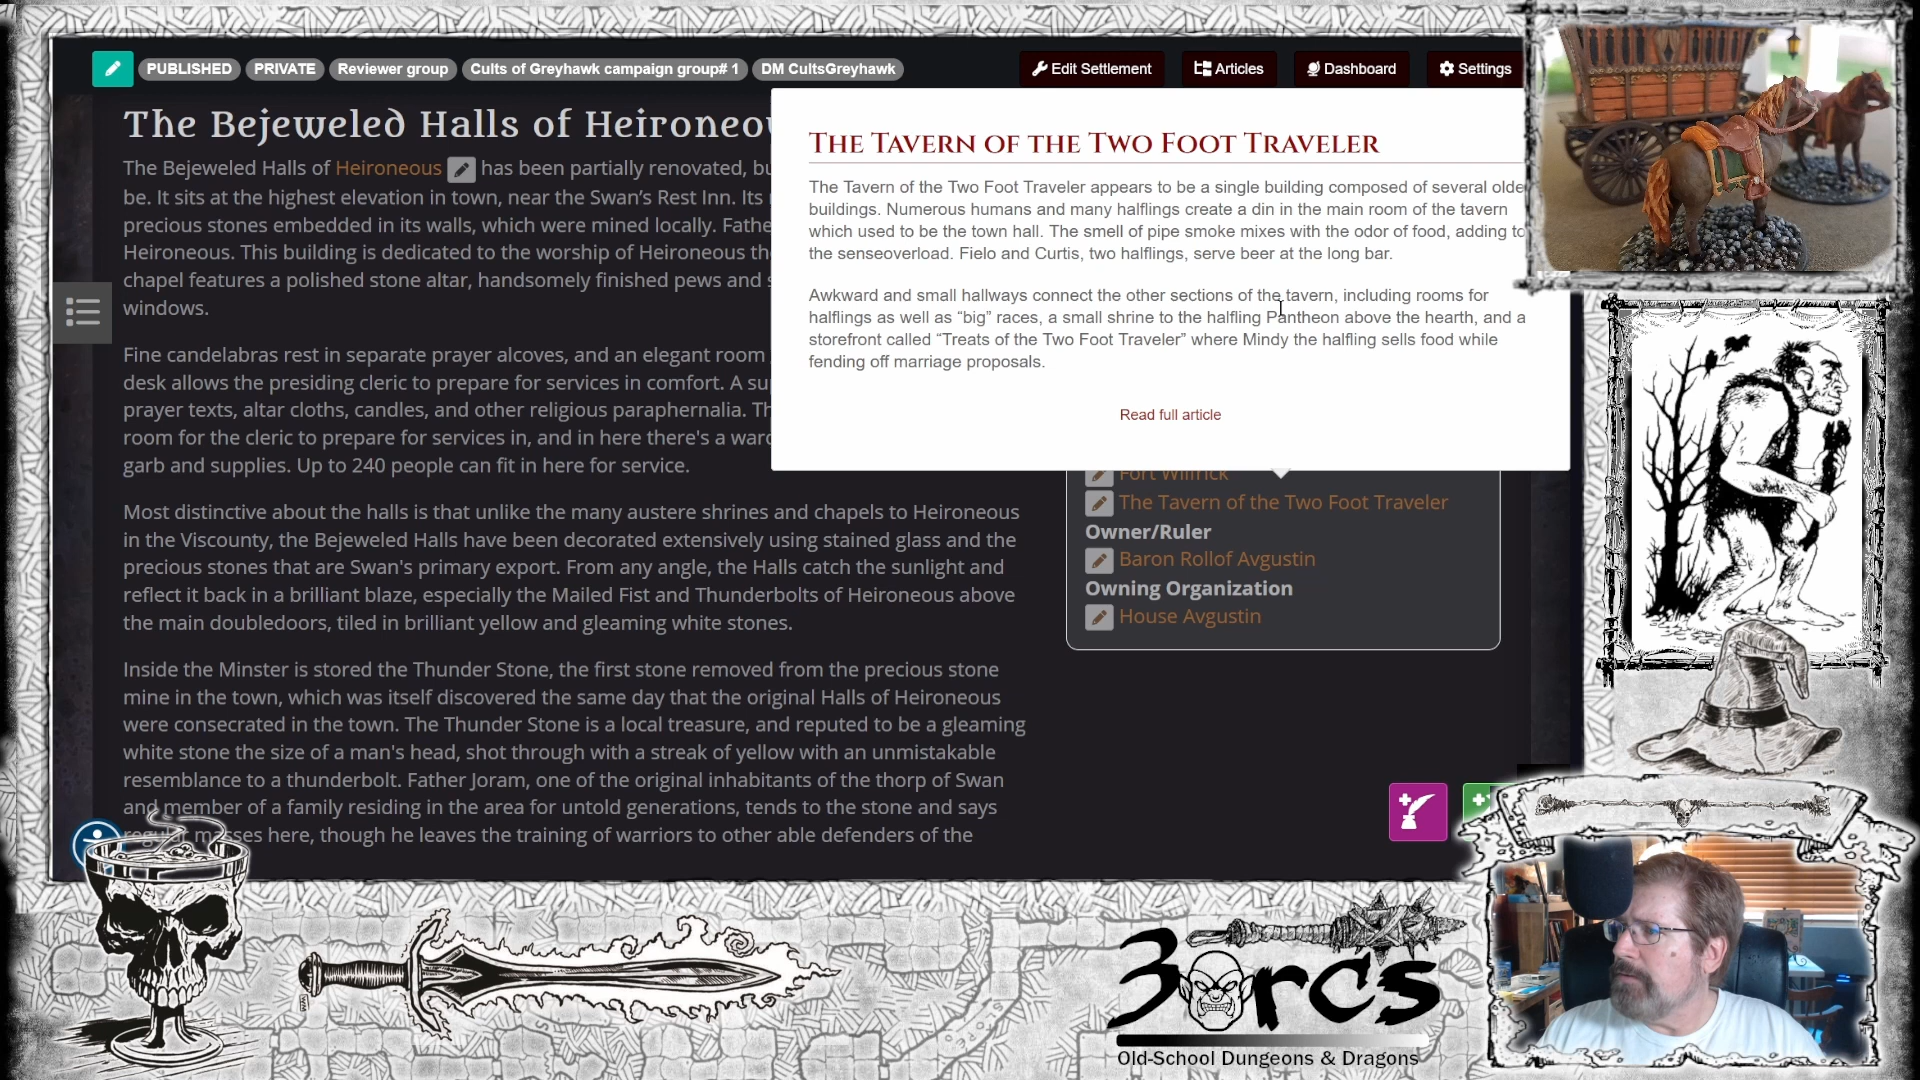 PUBLISHED PRIVATE Reviewer group Cults of Greyhawk campaign group# 1 DM CultsGreyhawk
Edit Settlement Articles Dashboard Settings
The Bejeweled Halls of Heironeou
The Bejeweled Halls of Heironeous has been partially renovated, bu
be. It sits at the highest elevation in town, near the Swan's Rest Inn. Its
precious stones embedded in its walls, which were mined locally. Fathe
Heironeous. This building is dedicated to the worship of Heironeous th
chapel features a polished stone altar, handsomely finished pews and s
windows.
Fine candelabras rest in separate prayer alcoves, and an elegant room
desk allows the presiding cleric to prepare for services in comfort. A su
prayer texts, altar cloths, candles, and other religious paraphernalia. Th
room for the cleric to prepare for services in, and in here there's a ward
garb and supplies. Up to 240 people can fit in here for service.
Most distinctive about the halls is that unlike the many austere shrines and chapels to Heironeous
in the Viscounty, the Bejeweled Halls have been decorated extensively using stained glass and the
precious stones that are Swan's primary export. From any angle, the Halls catch the sunlight and
reflect it back in a brilliant blaze, especially the Mailed Fist and Thunderbolts of Heironeous above
the main doubledoors, tiled in brilliant yellow and gleaming white stones.
Inside the Minster is stored the Thunder Stone, the first stone removed from the precious stone
mine in the town, which was itself discovered the same day that the original Halls of Heironeous
were consecrated in the town. The Thunder Stone is a local treasure, and reputed to be a gleaming
white stone the size of a man's head, shot through with a streak of yellow with an unmistakable
resemblance to a thunderbolt. Father Joram, one of the original inhabitants of the thorp of Swan
and member of a family residing in the area for untold generations, tends to the stone and says
regular masses here, though he leaves the training of warriors to other able defenders of the
The Tavern of the Two Foot Traveler
The Tavern of the Two Foot Traveler appears to be a single building composed of several olde
buildings. Numerous humans and many halflings create a din in the main room of the tavern
which used to be the town hall. The smell of pipe smoke mixes with the odor of food, adding to
the senseoverload. Fielo and Curtis, two halflings, serve beer at the long bar.
Awkward and small hallways connect the other sections of the tavern, including rooms for
halflings as well as “big” races, a small shrine to the halfling Pantheon above the hearth, and a
storefront called “Treats of the Two Foot Traveler” where Mindy the halfling sells food while
fending off marriage proposals.
Read full article
Fort Wilfrick
The Tavern of the Two Foot Traveler
Owner/Ruler
Baron Rollof Avgustin
Owning Organization
House Avgustin
3 Orcs
Old-School Dungeons & Dragons